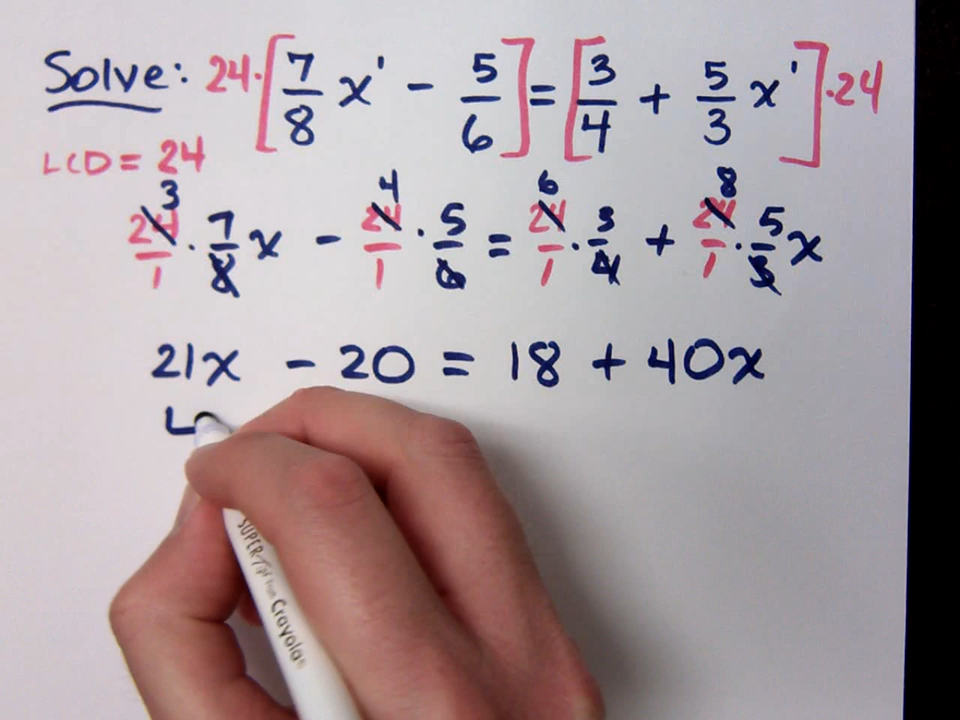 Solve: 24·[7/8 x' − 5/6] = [3/4 + 5/3 x']·24
LCD = 24
3 4 6 8
24/1 · 7/8 x − 24/1 · 5/6 = 24/1 · 3/4 + 24/1 · 5/3 x
21x − 20 = 18 + 40x
SUPER Tips from Crayola®